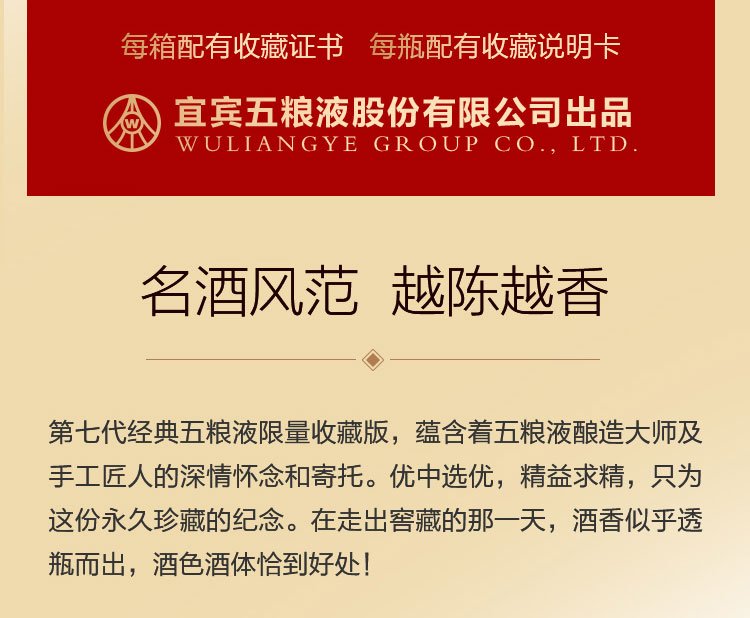 每箱配有收藏证书 每瓶配有收藏说明卡
宜宾五粮液股份有限公司出品
WULIANGYE GROUP CO., LTD.
名酒风范 越陈越香
第七代经典五粮液限量收藏版，蕴含着五粮液酿造大师及
手工匠人的深情怀念和寄托。优中选优，精益求精，只为
这份永久珍藏的纪念。在走出窖藏的那一天，酒香似乎透
瓶而出，酒色酒体恰到好处！